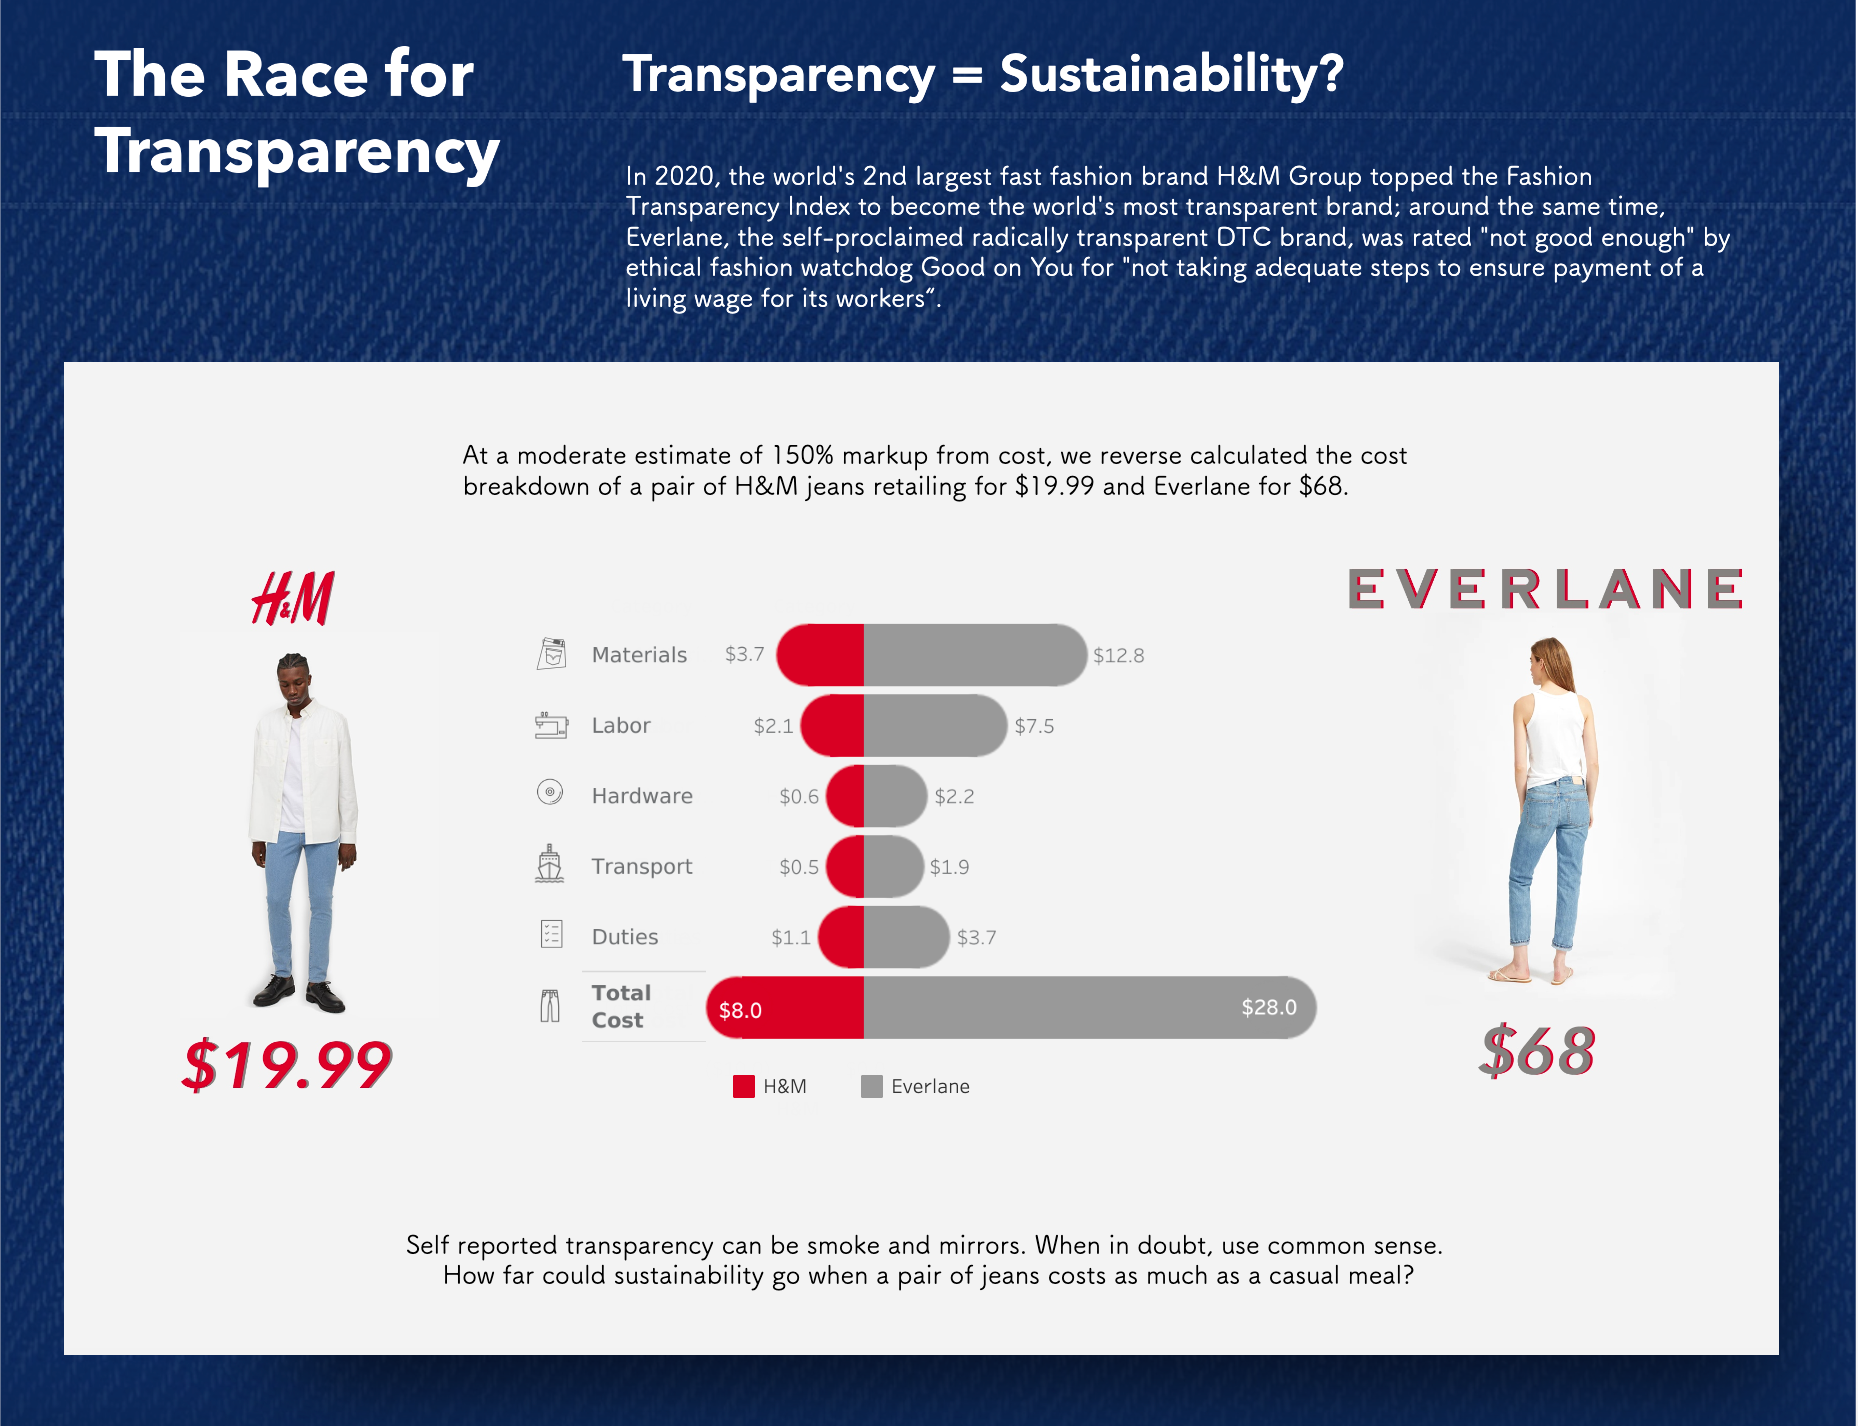 The Race for
Transparency
Transparency = Sustainability?
In 2020, the world's 2nd largest fast fashion brand H&M Group topped the Fashion
Transparency Index to become the world's most transparent brand; around the same time,
Everlane, the self-proclaimed radically transparent DTC brand, was rated "not good enough" by
ethical fashion watchdog Good on You for "not taking adequate steps to ensure payment of a
living wage for its workers”.
At a moderate estimate of 150% markup from cost, we reverse calculated the cost
breakdown of a pair of H&M jeans retailing for $19.99 and Everlane for $68.
H&M
EVERLANE
Materials $3.7 $12.8
Labor $2.1 $7.5
Hardware $0.6 $2.2
Transport $0.5 $1.9
Duties $1.1 $3.7
Total
Cost
$8.0 $28.0
$19.99
$68
H&M Everlane
Self reported transparency can be smoke and mirrors. When in doubt, use common sense.
How far could sustainability go when a pair of jeans costs as much as a casual meal?